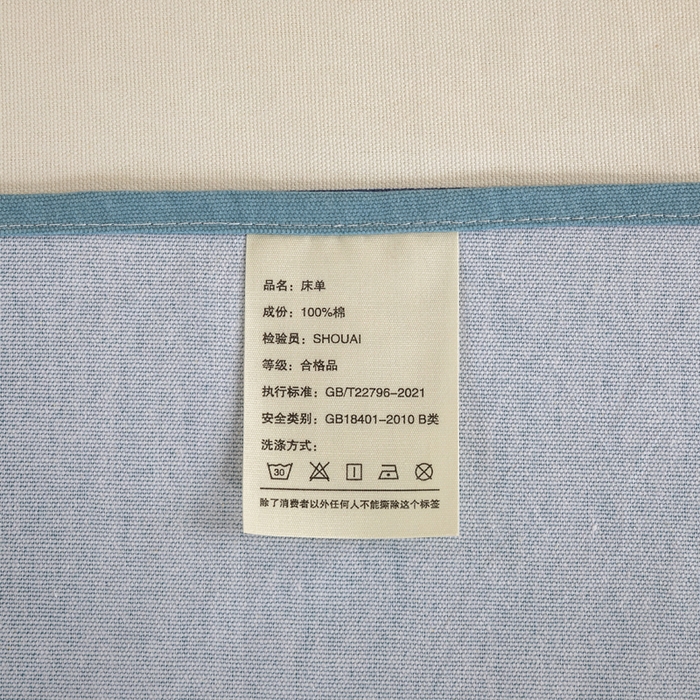 品名：床单
成份：100%棉
检验员：SHOUAI
等级：合格品
执行标准：GB/T22796-2021
安全类别：GB18401-2010 B类
洗涤方式：
30
除了消费者以外任何人不能撕除这个标签